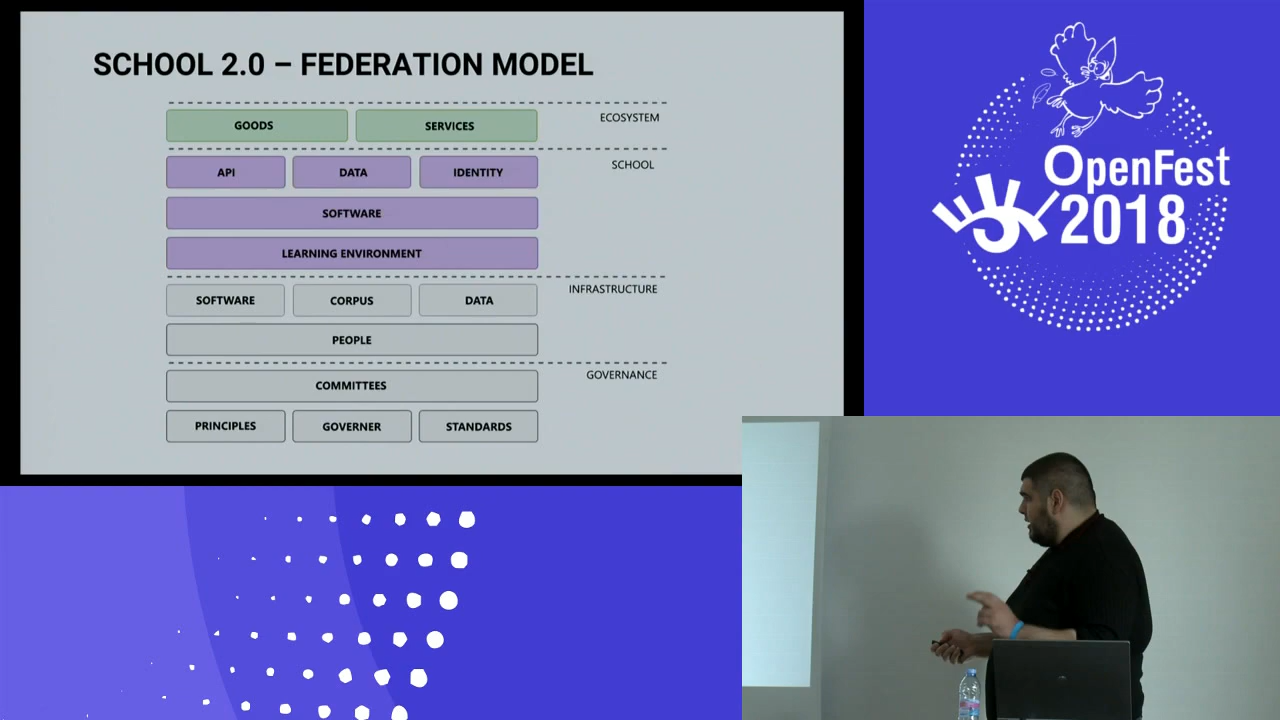 SCHOOL 2.0 – FEDERATION MODEL
ECOSYSTEM
GOODS SERVICES
SCHOOL
API DATA IDENTITY
SOFTWARE
LEARNING ENVIRONMENT
INFRASTRUCTURE
SOFTWARE CORPUS DATA
PEOPLE
GOVERNANCE
COMMITTEES
PRINCIPLES GOVERNER STANDARDS
OpenFest
2018